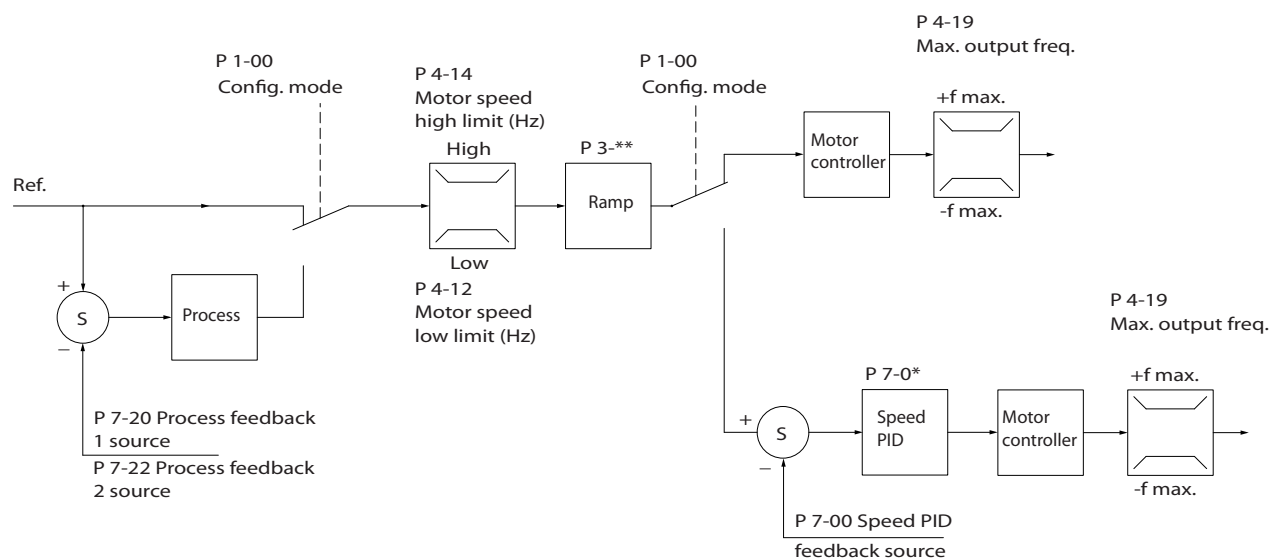 P 4-19
Max. output freq.
P 1-00
Config. mode
P 4-14
Motor speed
high limit (Hz)
High
P 1-00
Config. mode
+f max.
P 3-**
Motor
controller
Ref.
Ramp
-f max.
Low
P 4-12
Motor speed
low limit (Hz)
+
S
−
Process
P 4-19
Max. output freq.
P 7-20 Process feedback
1 source
P 7-22 Process feedback
2 source
P 7-0*
+f max.
+
S
−
Speed
PID
Motor
controller
-f max.
P 7-00 Speed PID
feedback source